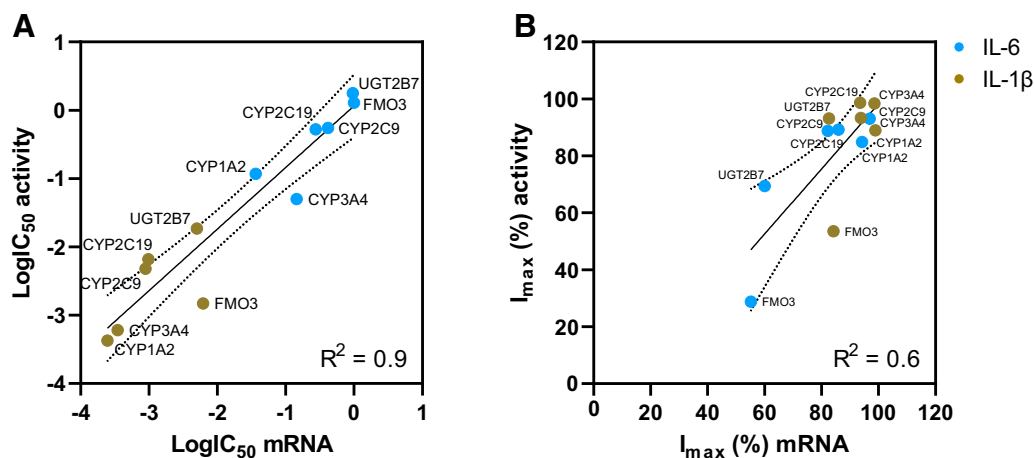 A
LogIC50 activity
1
0
-1
-2
-3
-4
UGT2B7
FMO3
CYP2C19
CYP2C9
CYP1A2
CYP3A4
UGT2B7
CYP2C19
CYP2C9
FMO3
CYP3A4
CYP1A2
R2 = 0.9
-4 -3 -2 -1 0 1
LogIC50 mRNA
B
Imax (%) activity
120
100
80
60
40
20
0
CYP2C19 CYP3A4
UGT2B7 CYP2C9
CYP2C9 CYP3A4
CYP2C19 CYP1A2
CYP1A2
UGT2B7
FMO3
FMO3
R2 = 0.6
0 20 40 60 80 100 120
Imax (%) mRNA
IL-6
IL-1β